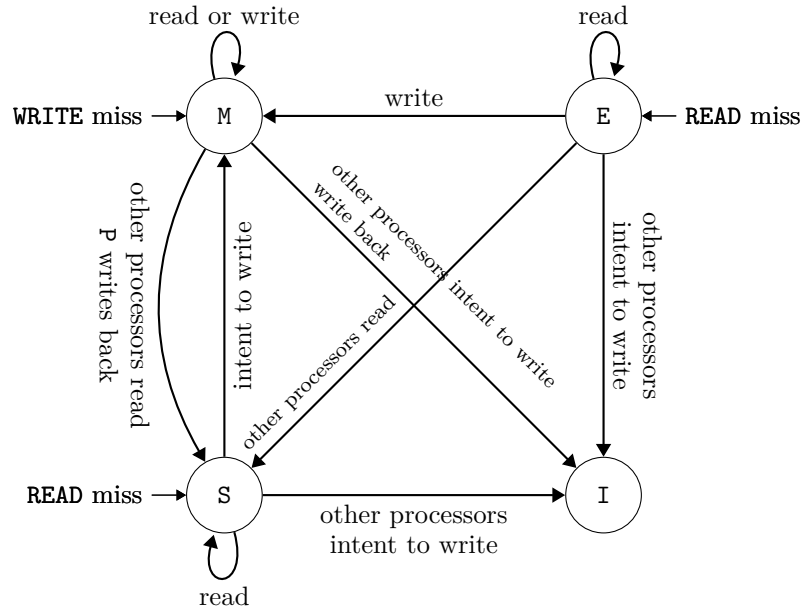 read or write
read
WRITE miss
M
write
E
READ miss
other processors read
P writes back
intent to write
other processors intent to write
write back
other processors read
other processors
intent to write
READ miss
S
I
other processors
intent to write
read